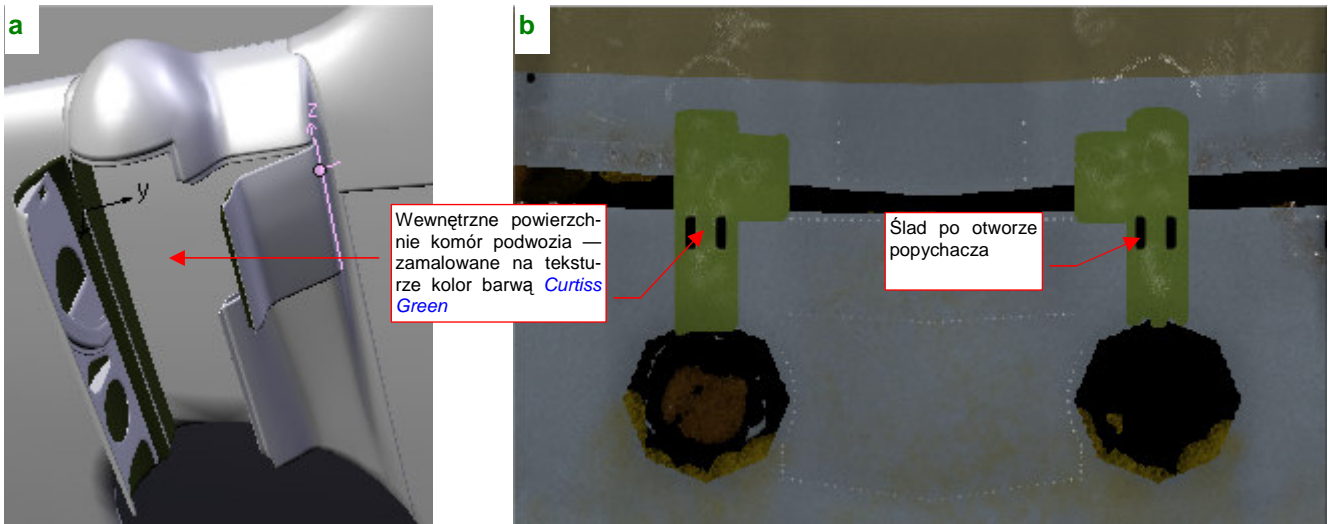 a
b
z
y
Wewnętrzne powierzch-
nie komór podwozia —
zamalowane na tekstu-
rze kolor barwą Curtiss
Green
Ślad po otworze
popychacza